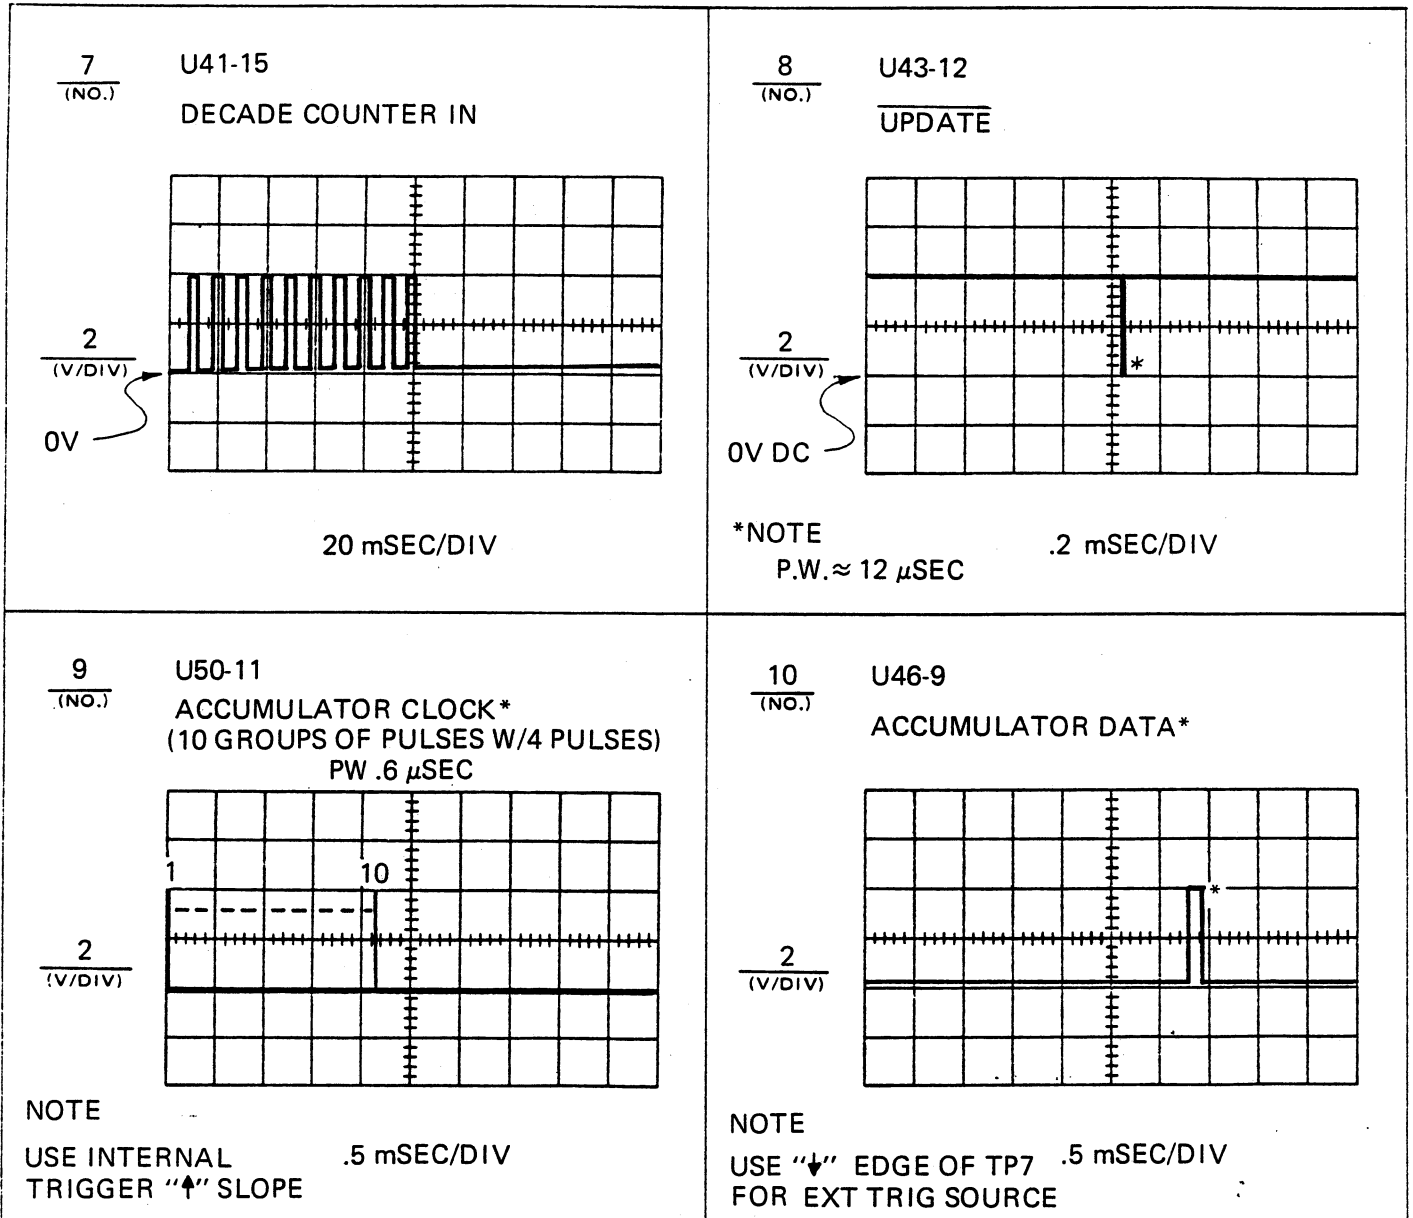 7
(NO.)
U41-15
DECADE COUNTER IN
2
(V/DIV)
0V
20 mSEC/DIV
8
(NO.)
U43-12
UPDATE
2
(V/DIV)
*
0V DC
*NOTE
P.W.≈ 12 μSEC
.2 mSEC/DIV
9
(NO.)
U50-11
ACCUMULATOR CLOCK*
(10 GROUPS OF PULSES W/4 PULSES)
PW .6 μSEC
1
10
2
(V/DIV)
NOTE
USE INTERNAL
TRIGGER "↑" SLOPE
.5 mSEC/DIV
10
(NO.)
U46-9
ACCUMULATOR DATA*
*
2
(V/DIV)
NOTE
USE "↓" EDGE OF TP7
FOR EXT TRIG SOURCE
.5 mSEC/DIV